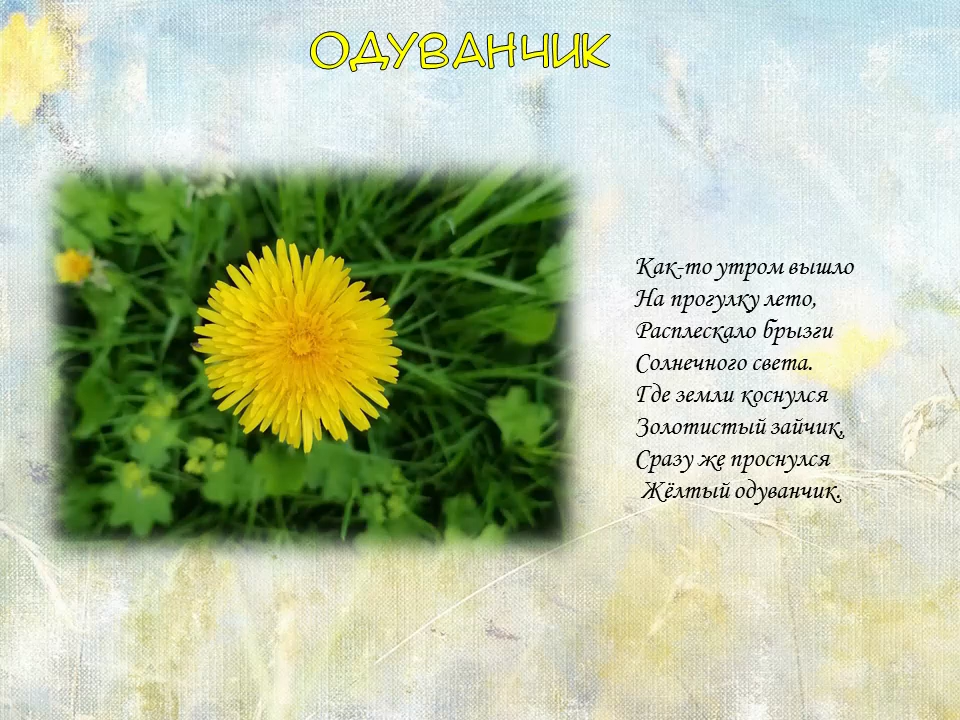 ОДУВАНЧИК
Как-то утром вышло
На прогулку лето,
Расплескало брызги
Солнечного света.
Где земли коснулся
Золотистый зайчик,
Сразу же проснулся
Жёлтый одуванчик.